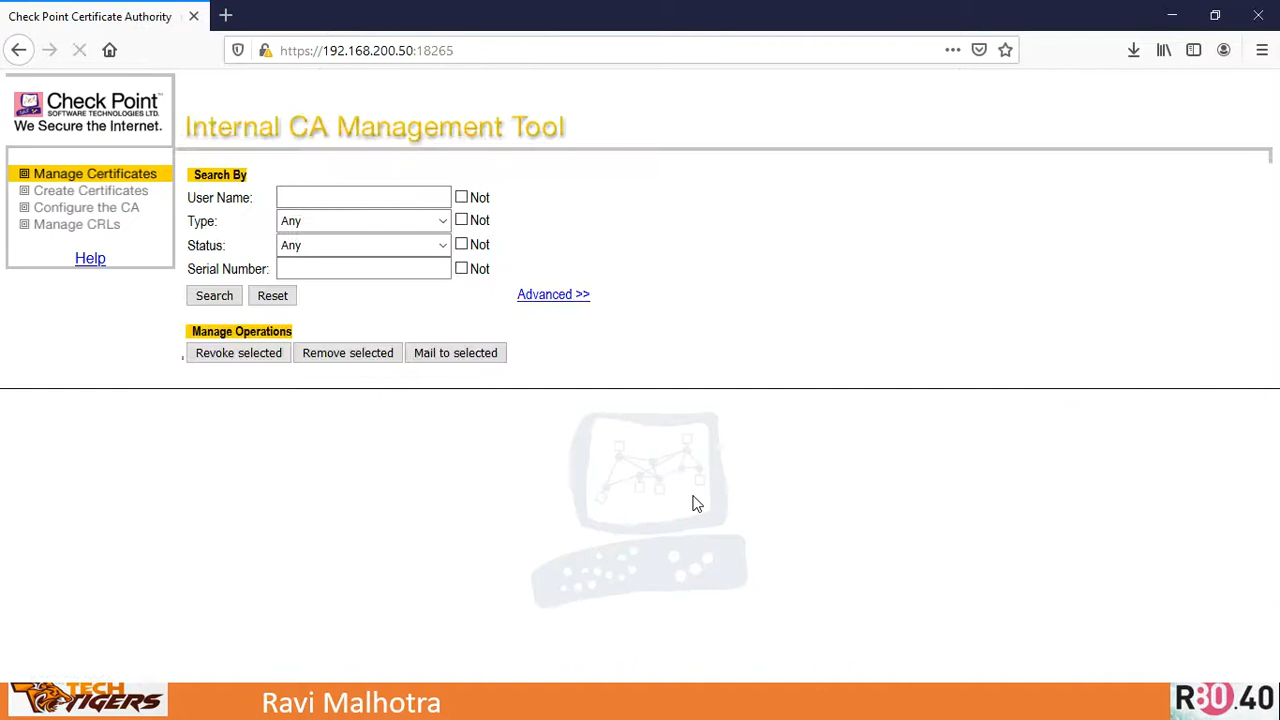 Check Point Certificate Authority
https://192.168.200.50:18265
Check Point
SOFTWARE TECHNOLOGIES LTD.
We Secure the Internet.
Internal CA Management Tool
Manage Certificates
Create Certificates
Configure the CA
Manage CRLs
Help
Search By
User Name: Not
Type: Any Not
Status: Any Not
Serial Number: Not
Search Reset Advanced >>
Manage Operations
Revoke selected Remove selected Mail to selected
TECH
TIGERS
Ravi Malhotra
R80.40